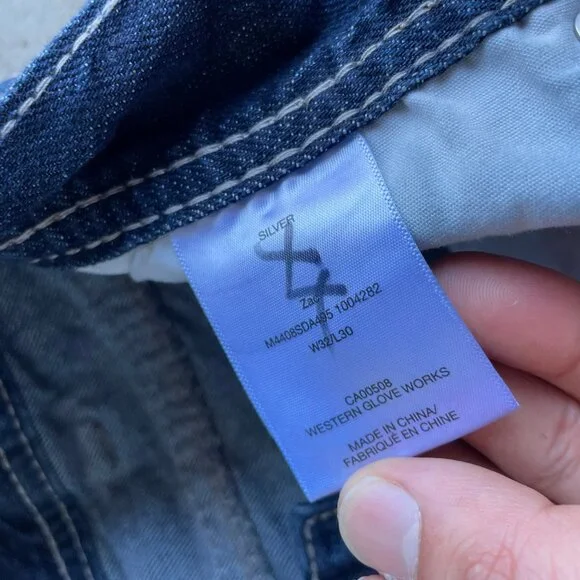 SILVER
Zac
M4408SDA495 1004282
W32/L30
CA00508
WESTERN GLOVE WORKS
MADE IN CHINA/
FABRIQUÉ EN CHINE